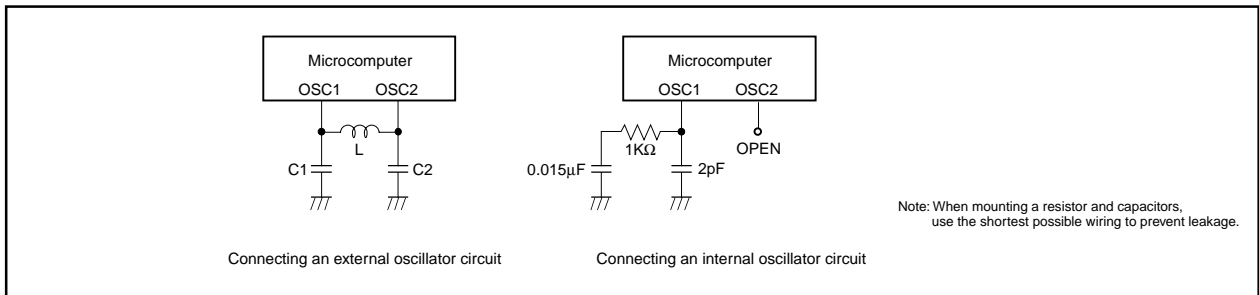 Microcomputer
OSC1 OSC2
L
C1 C2
Connecting an external oscillator circuit
Microcomputer
OSC1 OSC2
1KΩ
OPEN
0.015μF 2pF
Connecting an internal oscillator circuit
Note: When mounting a resistor and capacitors,
use the shortest possible wiring to prevent leakage.